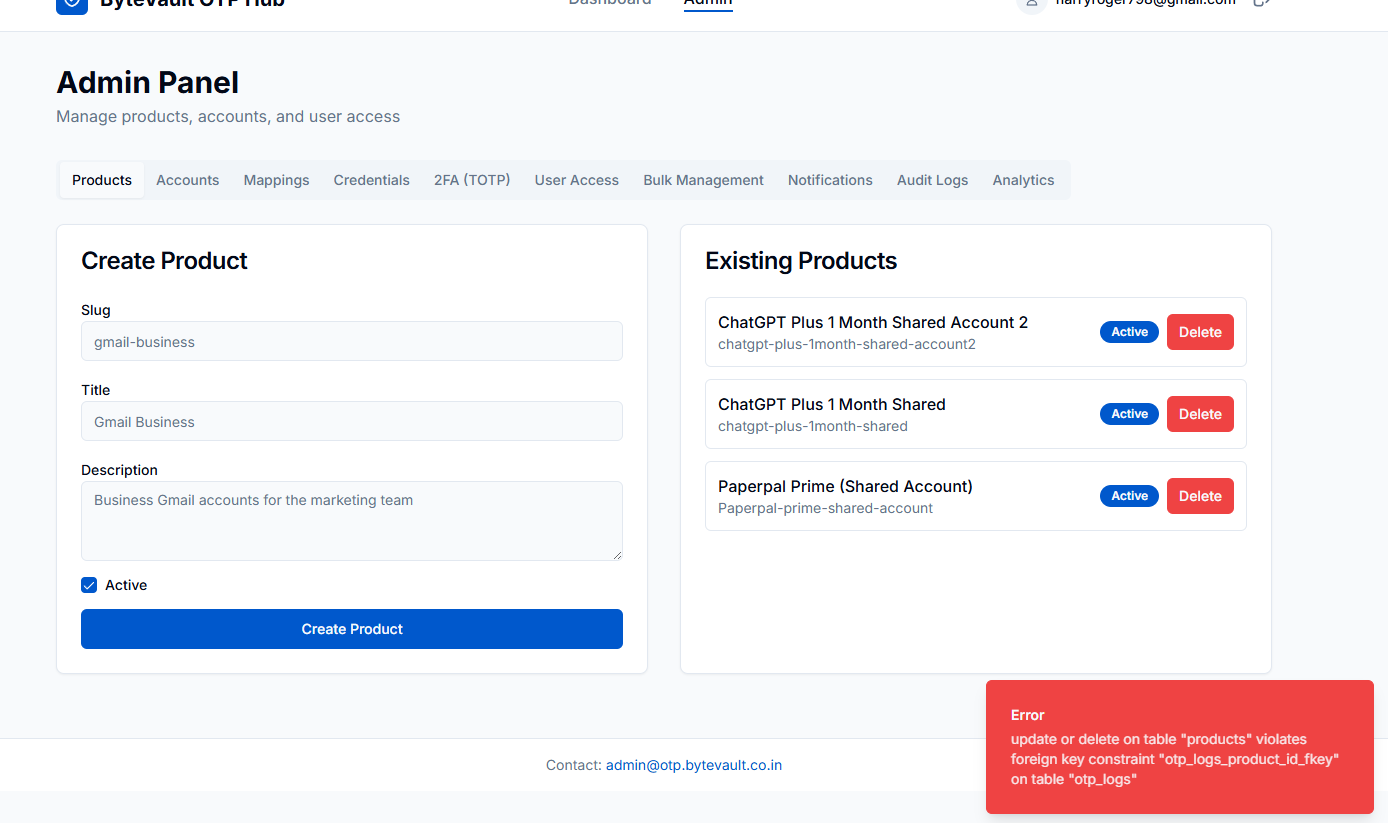 ByteVault OTP Hub
Dashboard
Admin
harryroger798@gmail.com
Admin Panel
Manage products, accounts, and user access
Products Accounts Mappings Credentials 2FA (TOTP) User Access Bulk Management Notifications Audit Logs Analytics
Create Product
Slug
gmail-business
Title
Gmail Business
Description
Business Gmail accounts for the marketing team
Active
Create Product
Existing Products
ChatGPT Plus 1 Month Shared Account 2
chatgpt-plus-1month-shared-account2
Active
Delete
ChatGPT Plus 1 Month Shared
chatgpt-plus-1month-shared
Active
Delete
Paperpal Prime (Shared Account)
Paperpal-prime-shared-account
Active
Delete
Contact: admin@otp.bytevault.co.in
Error
update or delete on table "products" violates
foreign key constraint "otp_logs_product_id_fkey"
on table "otp_logs"